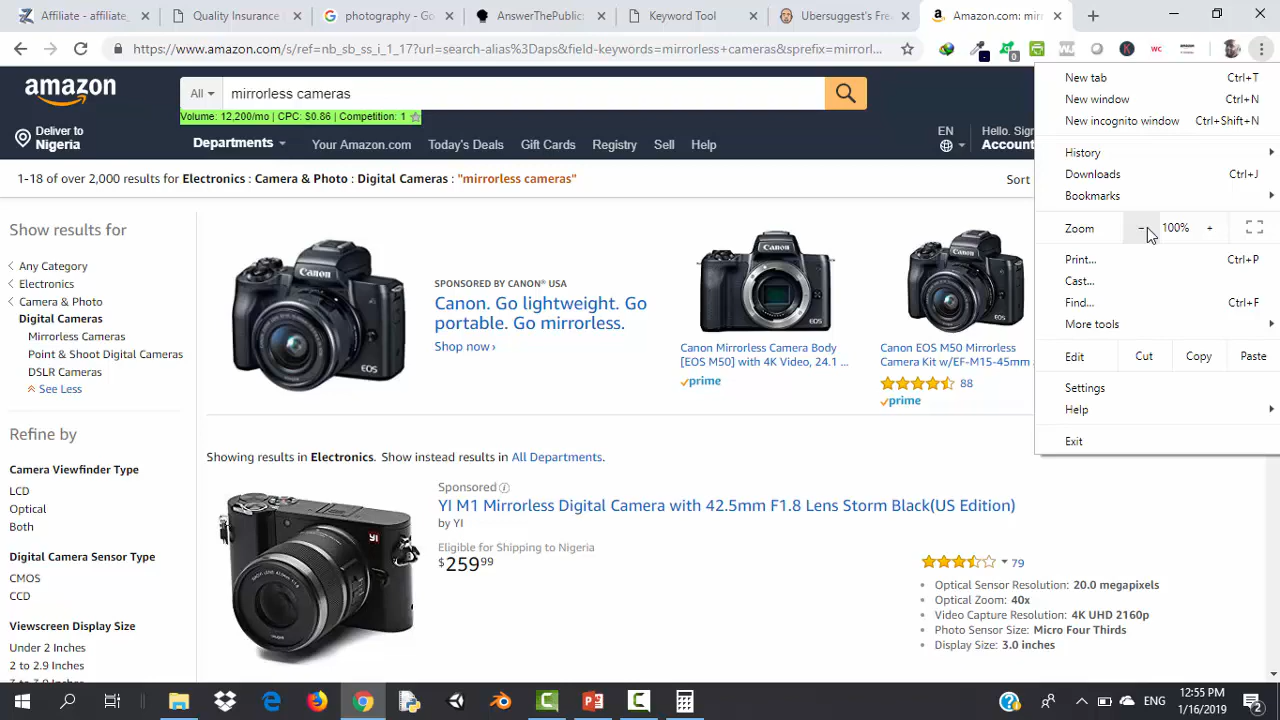 Affiliate - affiliate_
Quality Insurance
photography - Go
AnswerThePublic
Keyword Tool
Ubersuggest's Fre
Amazon.com: mirr
https://www.amazon.com/s/ref=nb_sb_ss_i_1_17?url=search-alias%3Daps&field-keywords=mirrorless+cameras&sprefix=mirrorl...
amazon
All
mirrorless cameras
Volume: 12,200/mo | CPC: $0.86 | Competition: 1
Deliver to
Nigeria
Departments
Your Amazon.com
Today's Deals
Gift Cards
Registry
Sell
Help
EN
Hello. Sign
Account
1-18 of over 2,000 results for Electronics : Camera & Photo : Digital Cameras : "mirrorless cameras"
Sort
Show results for
Any Category
Electronics
Camera & Photo
Digital Cameras
Mirrorless Cameras
Point & Shoot Digital Cameras
DSLR Cameras
See Less
Refine by
Camera Viewfinder Type
LCD
Optical
Both
Digital Camera Sensor Type
CMOS
CCD
Viewscreen Display Size
Under 2 Inches
2 to 2.9 Inches
Canon
EOS
SPONSORED BY CANON® USA
Canon. Go lightweight. Go
portable. Go mirrorless.
Shop now ›
Canon
EOS
Canon Mirrorless Camera Body
[EOS M50] with 4K Video, 24.1 ...
prime
Canon
EOS
Canon EOS M50 Mirrorless
Camera Kit w/EF-M15-45mm
88
prime
Showing results in Electronics. Show instead results in All Departments.
Sponsored
YI M1 Mirrorless Digital Camera with 42.5mm F1.8 Lens Storm Black(US Edition)
by YI
Eligible for Shipping to Nigeria
$259 99
79
Optical Sensor Resolution: 20.0 megapixels
Optical Zoom: 40x
Video Capture Resolution: 4K UHD 2160p
Photo Sensor Size: Micro Four Thirds
Display Size: 3.0 inches
New tab Ctrl+T
New window Ctrl+N
New incognito window Ctrl+Shift+N
History
Downloads Ctrl+J
Bookmarks
Zoom - 100% +
Print... Ctrl+P
Cast...
Find... Ctrl+F
More tools
Edit Cut Copy Paste
Settings
Help
Exit
ENG
12:55 PM
1/16/2019
2